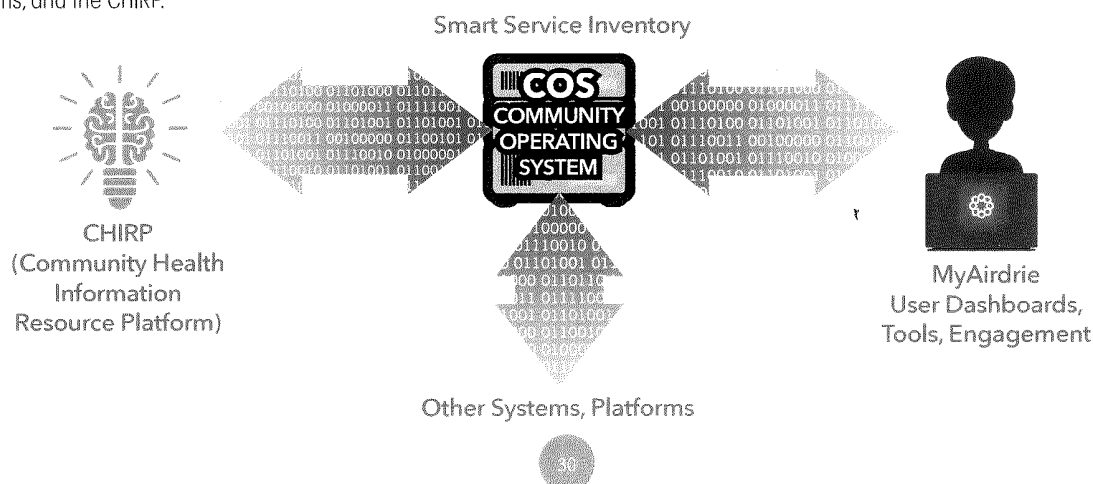 ms, and the CHIRP.
Smart Service Inventory
COS
COMMUNITY
OPERATING
SYSTEM
CHIRP
(Community Health
Information
Resource Platform)
MyAirdrie
User Dashboards,
Tools, Engagement
Other Systems, Platforms
30